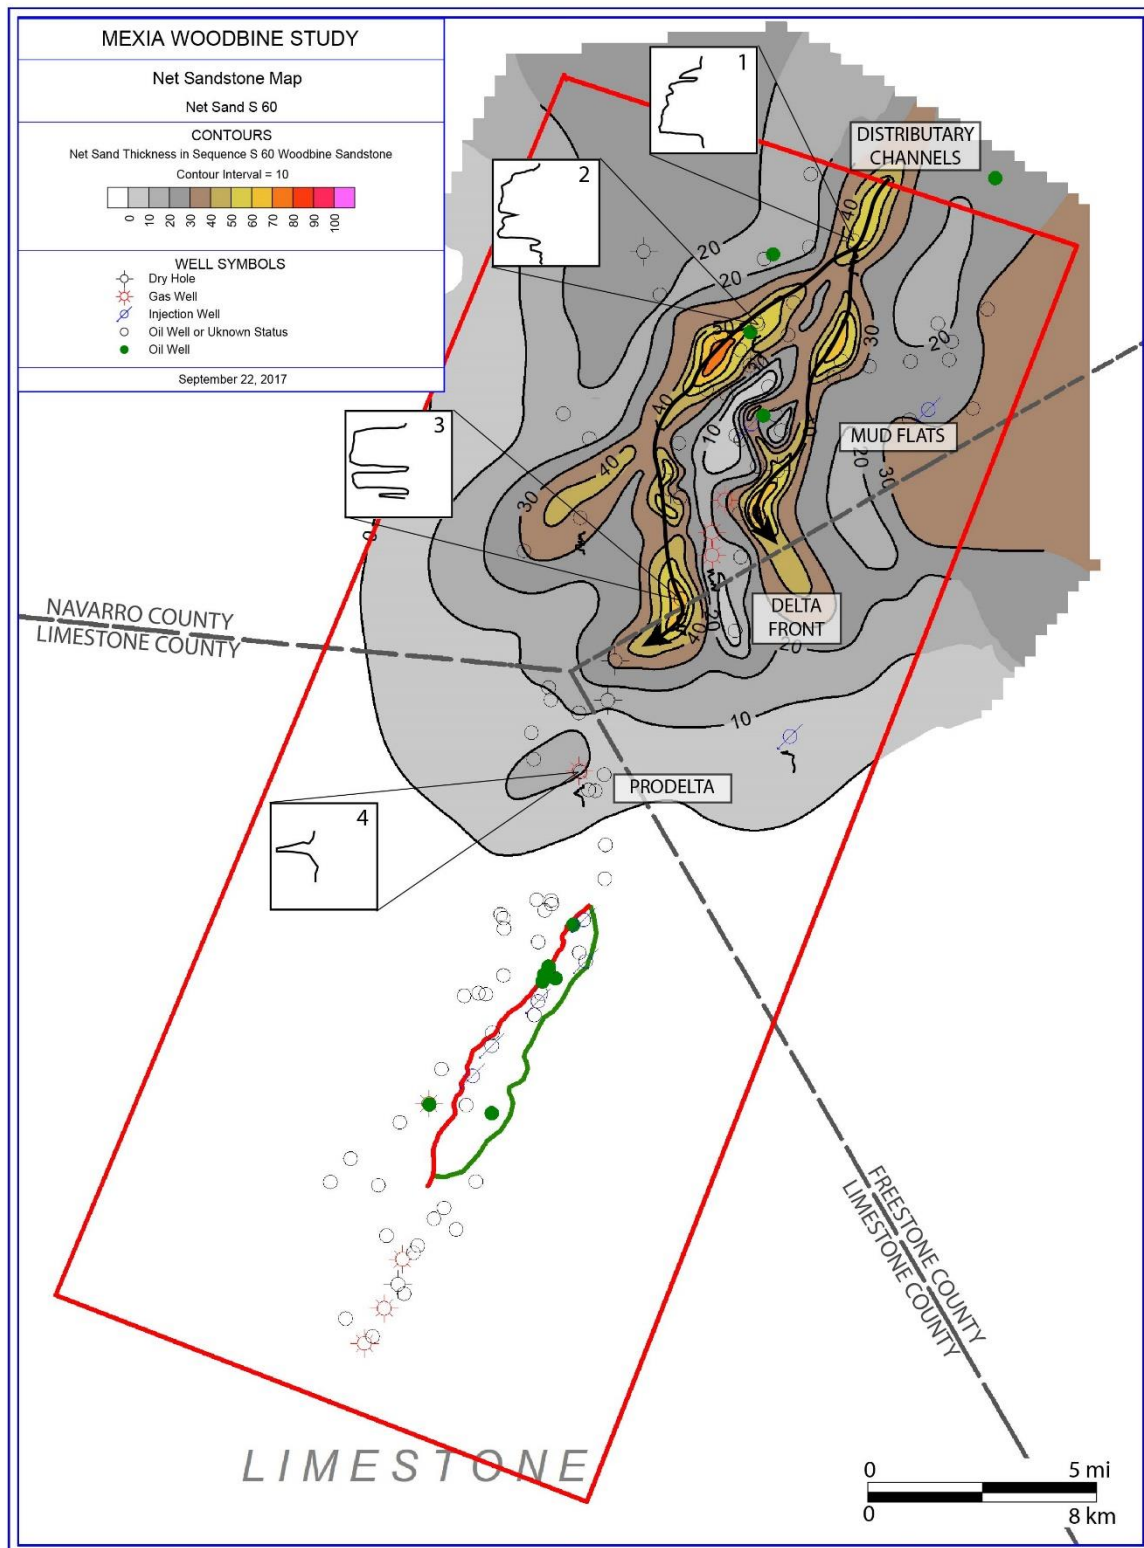 MEXIA WOODBINE STUDY
Net Sandstone Map
Net Sand S 60
CONTOURS
Net Sand Thickness in Sequence S 60 Woodbine Sandstone
Contour Interval = 10
0 10 20 30 40 50 60 70 80 90 100
WELL SYMBOLS
Dry Hole
Gas Well
Injection Well
Oil Well or Uknown Status
Oil Well
September 22, 2017
1
DISTRIBUTARY
CHANNELS
2
40
20
20
50
30
20
40
3
MUD FLATS
10
40
30
20
30
0
NAVARRO COUNTY
LIMESTONE COUNTY
DELTA
FRONT
20
40
20
10
PRODELTA
4
FREESTONE COUNTY
LIMESTONE COUNTY
LIMESTONE
0 5 mi
0 8 km